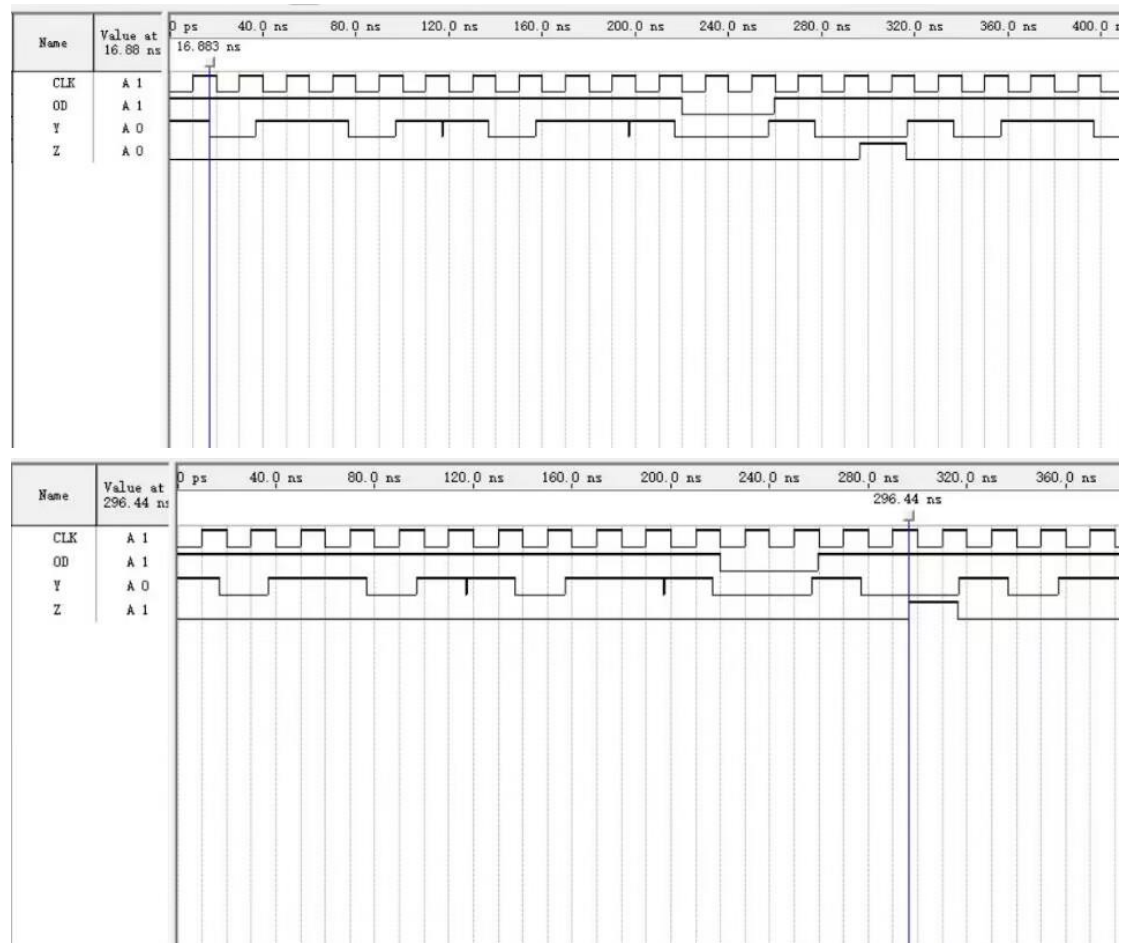 Name Value at 16.88 ns 0 ps 40.0 ns 80.0 ns 120.0 ns 160.0 ns 200.0 ns 240.0 ns 280.0 ns 320.0 ns 360.0 ns 400.0
16.883 ns
CLK A 1
OD A 1
Y A 0
Z A 0
Name Value at 296.44 ns 0 ps 40.0 ns 80.0 ns 120.0 ns 160.0 ns 200.0 ns 240.0 ns 280.0 ns 320.0 ns 360.0 ns
296.44 ns
CLK A 1
OD A 1
Y A 0
Z A 1